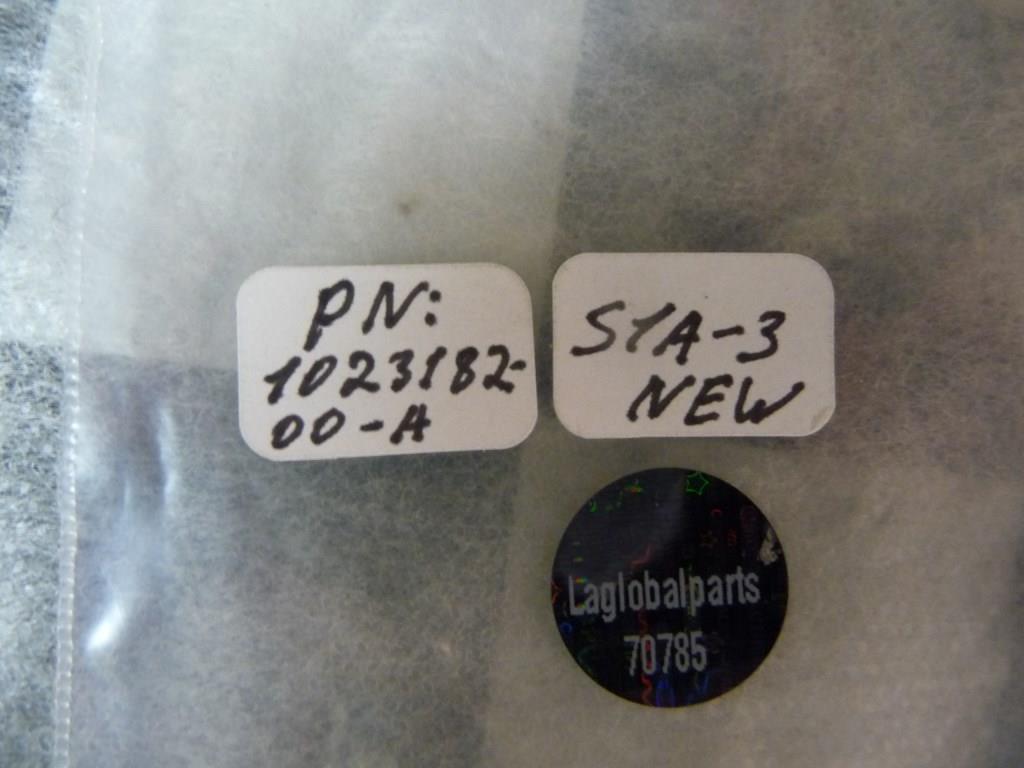 PN:
1023182-
00-A
S1A-3
NEW
Laglobalparts
70785